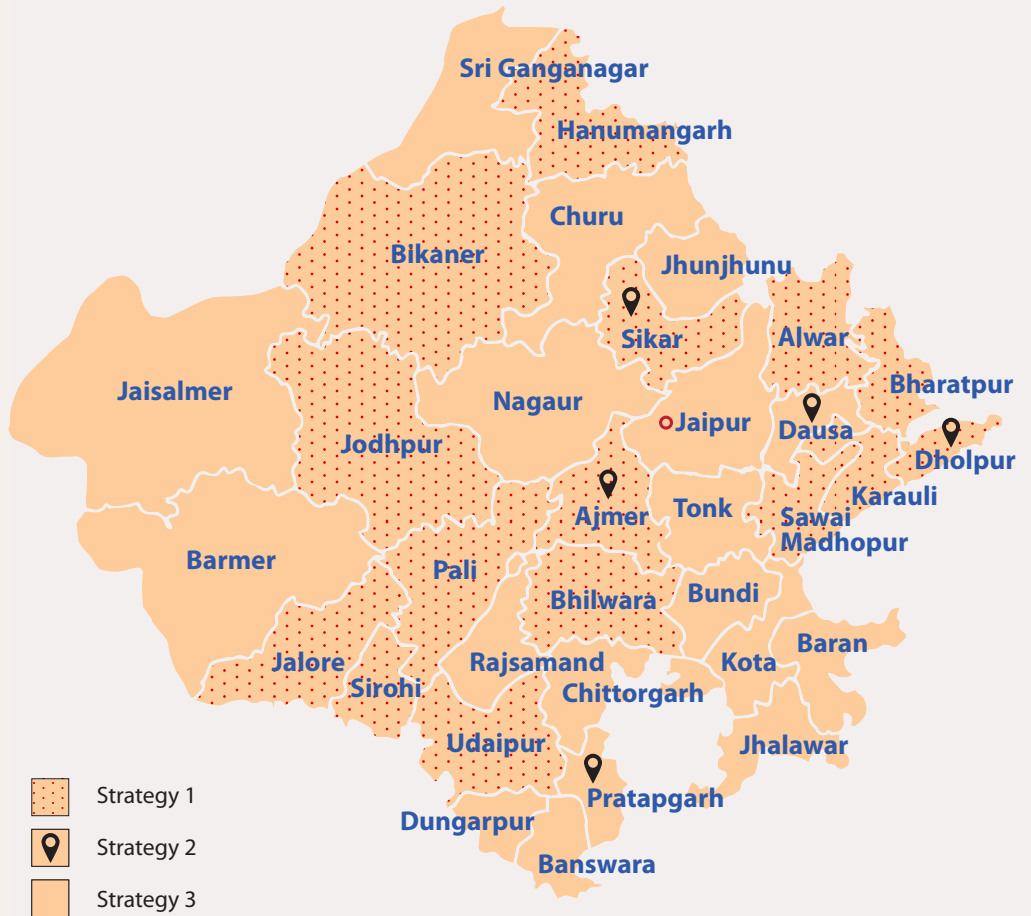 Sri Ganganagar
Hanumangarh
Churu
Bikaner
Jhunjhunu
Sikar
Alwar
Jaisalmer
Bharatpur
Nagaur
Jaipur
Dausa
Jodhpur
Dholpur
Karauli
Ajmer
Tonk
Sawai
Madhopur
Barmer
Pali
Bhilwara
Bundi
Baran
Jalore
Rajsamand
Kota
Sirohi
Chittorgarh
Udaipur
Jhalawar
Pratapgarh
Dungarpur
Banswara
Strategy 1
Strategy 2
Strategy 3